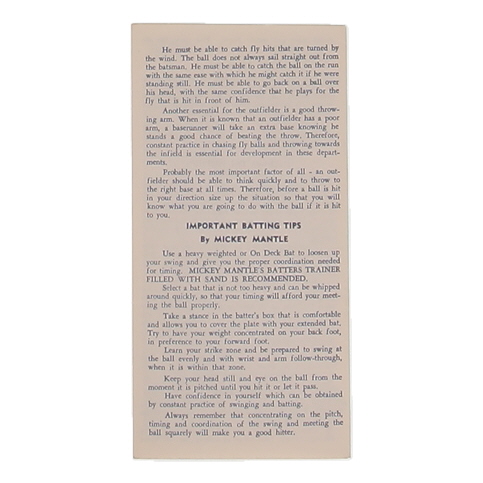 He must be able to catch fly hits that are turned by
the wind. The ball does not always sail straight out from
the batsman. He must be able to catch the ball on the run
with the same ease with which he might catch it if he were
standing still. He must be able to go back on a ball over
his head, with the same confidence that he plays for the
fly that is hit in front of him.
Another essential for the outfielder is a good throw-
ing arm. When it is known that an outfielder has a poor
arm, a baserunner will take an extra base knowing he
stands a good chance of beating the throw. Therefore,
constant practice in chasing fly balls and throwing towards
the infield is essential for development in these depart-
ments.
Probably the most important factor of all - an out-
fielder should be able to think quickly and to throw to
the right base at all times. Therefore, before a ball is hit
in your direction size up the situation so that you will
know what you are going to do with the ball if it is hit
to you.
IMPORTANT BATTING TIPS
By MICKEY MANTLE
Use a heavy weighted or On Deck Bat to loosen up
your swing and give you the proper coordination needed
for timing. MICKEY MANTLE'S BATTERS TRAINER
FILLED WITH SAND IS RECOMMENDED.
Select a bat that is not too heavy and can be whipped
around quickly, so that your timing will afford your meet-
ing the ball properly.
Take a stance in the batter's box that is comfortable
and allows you to cover the plate with your extended bat.
Try to have your weight concentrated on your back foot,
in preference to your forward foot.
Learn your strike zone and be prepared to swing at
the ball evenly and with wrist and arm follow-through,
when it is within that zone.
Keep your head still and eye on the ball from the
moment it is pitched until you hit it or let it pass.
Have confidence in yourself which can be obtained
by constant practice of swinging and batting.
Always remember that concentrating on the pitch,
timing and coordination of the swing and meeting the
ball squarely will make you a good hitter.